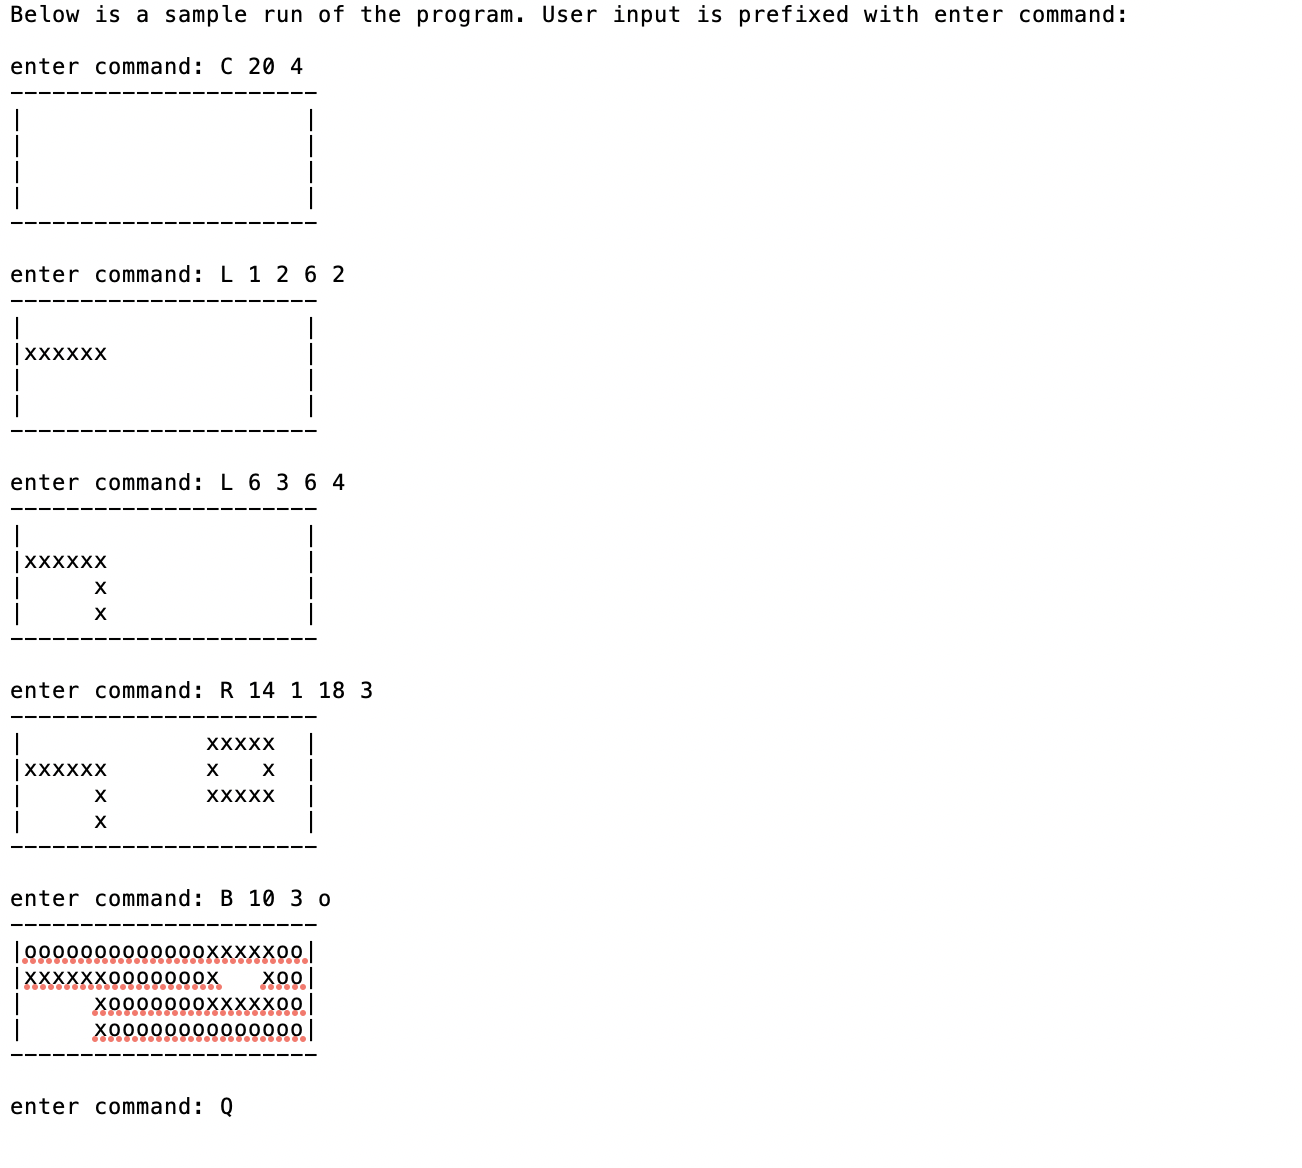 Below is a sample run of the program. User input is prefixed with enter command:

enter command: C 20 4
----------------------
|                    |
|                    |
|                    |
|                    |
----------------------

enter command: L 1 2 6 2
----------------------
|                    |
|xxxxxx              |
|                    |
|                    |
----------------------

enter command: L 6 3 6 4
----------------------
|                    |
|xxxxxx              |
|     x              |
|     x              |
----------------------

enter command: R 14 1 18 3
----------------------
|             xxxxx  |
|xxxxxx       x   x  |
|     x       xxxxx  |
|     x              |
----------------------

enter command: B 10 3 o
----------------------
|oooooooooooooxxxxxoo|
|xxxxxxooooooox   xoo|
|     xoooooooxxxxxoo|
|     xoooooooooooooo|
----------------------

enter command: Q